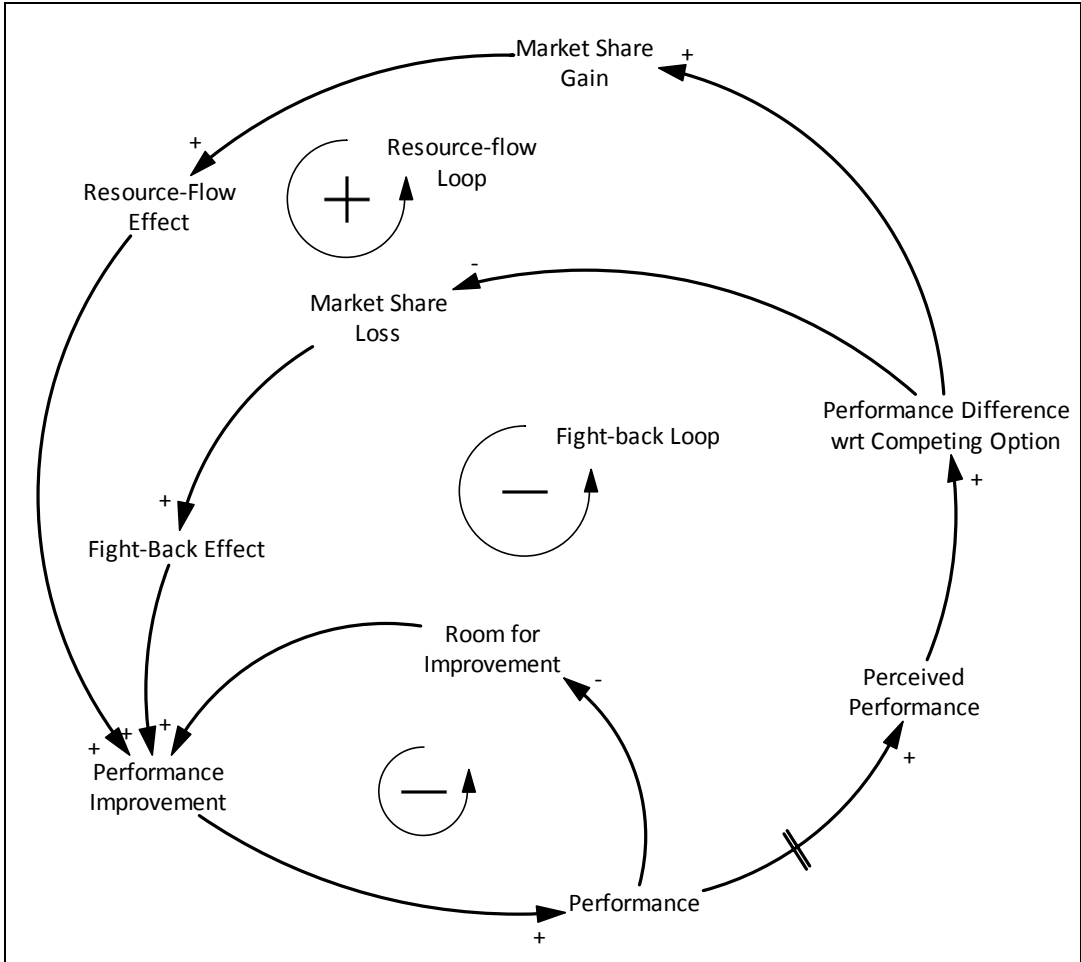 Market Share
Gain
+
+
Resource-flow
Loop
Resource-Flow
Effect
+
-
Market Share
Loss
Performance Difference
wrt Competing Option
Fight-back Loop
+
-
+
Fight-Back Effect
Room for
Improvement
-
Perceived
Performance
+
+
+
+
Performance
Improvement
-
Performance
+